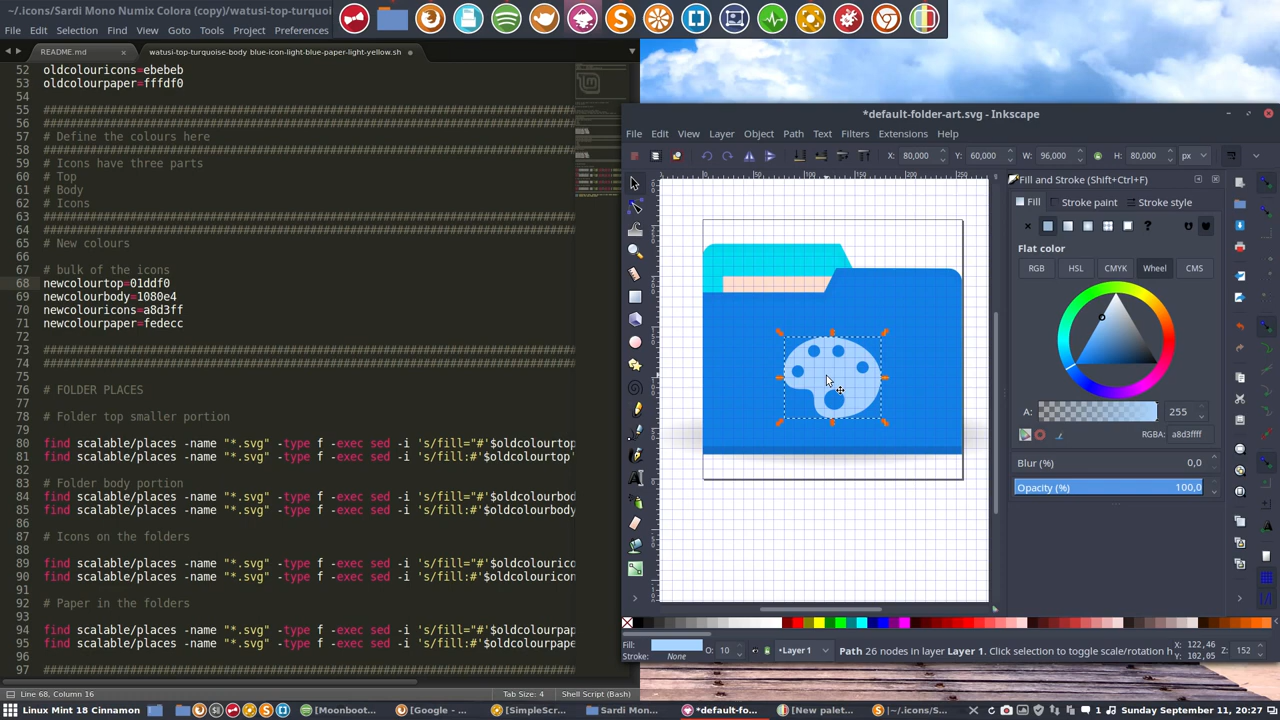 ~/.icons/Sardi Mono Numix Colora (copy)/watusi-top-turquoi
File Edit Selection Find View Goto Tools Project Preferences
README.md
watusi-top-turquoise-body blue-icon-light-blue-paper-light-yellow.sh
52 oldcolouricons=ebebeb
53 oldcolourpaper=ffffff0
54
55 ################################################################
56 ################################################################
57 # Define the colours here
58 ################################################################
59 # Icons have three parts
60 # Top
61 # Body
62 # Icons
63 ################################################################
64 ################################################################
65 # New colours
66
67 # bulk of the icons
68 newcolourtop=01ddf0
69 newcolourbody=1080e4
70 newcolouricons=a8d3ff
71 newcolourpaper=fedecc
72
73 ################################################################
74 ################################################################
75
76 # FOLDERPLACES
77
78 # Folder top smaller portion
79
80 find scalable/places -name "*.svg" -type f -exec sed -i 's/fill="#'$oldcolourtop
81 find scalable/places -name "*.svg" -type f -exec sed -i 's/fill:#'$oldcolourtop'
82
83 # Folder body portion
84 find scalable/places -name "*.svg" -type f -exec sed -i 's/fill="#'$oldcolourbod
85 find scalable/places -name "*.svg" -type f -exec sed -i 's/fill:#'$oldcolourbody
86
87 # Icons on the folders
88
89 find scalable/places -name "*.svg" -type f -exec sed -i 's/fill="#'$oldcolourico
90 find scalable/places -name "*.svg" -type f -exec sed -i 's/fill:#'$oldcolouricon
91
92 # Paper in the folders
93
94 find scalable/places -name "*.svg" -type f -exec sed -i 's/fill="#'$oldcolourpap
95 find scalable/places -name "*.svg" -type f -exec sed -i 's/fill:#'$oldcolourpape
96
97 ################################################################
Line 68, Column 16
Tab Size: 4
Shell Script (Bash)
*default-folder-art.svg - Inkscape
File Edit View Layer Object Path Text Filters Extensions Help
X: 80,000 Y: 60,000 W: 96,000 H: 80,000
Fill and Stroke (Shift+Ctrl+F)
Fill Stroke paint Stroke style
?
Flat color
RGB HSL CMYK Wheel CMS
A: 255
RGBA: a8d3ffff
Blur (%) 0,0
Opacity (%) 100,0
Fill:
Stroke: None
O: 10
•Layer 1
Path 26 nodes in layer Layer 1. Click selection to toggle scale/rotation h
X: 122,46
Y: 102,05
Z: 152
Linux Mint 18 Cinnamon
[Moonboo...
[Google - ...
[SimpleScr...
Sardi Mon...
*default-fo...
[New palet...
~/.icons/S...
1
Sunday September 11, 20:27